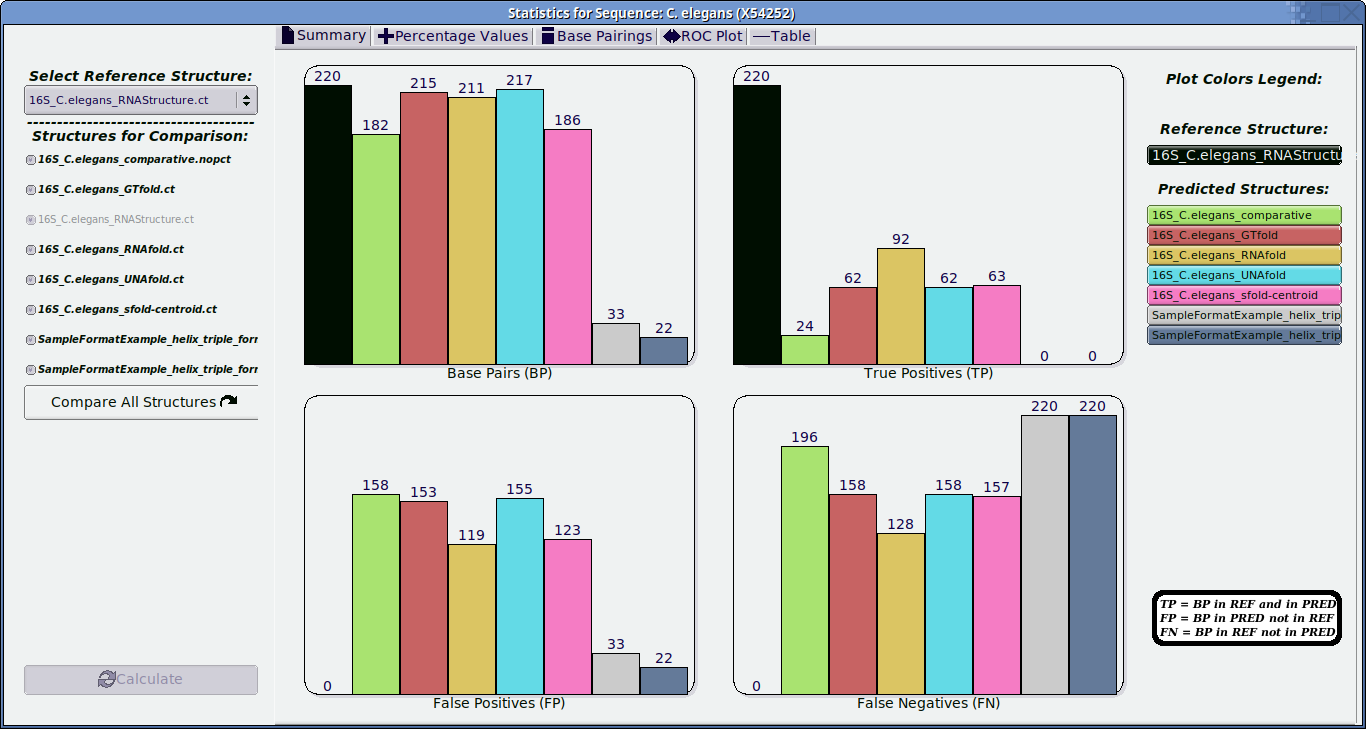 Statistics for Sequence: C. elegans (X54252)
Summary Percentage Values Base Pairings ROC Plot Table
Select Reference Structure:
16S_C.elegans_RNAStructure.ct
Structures for Comparison:
16S_C.elegans_comparative.nopct
16S_C.elegans_GTfold.ct
16S_C.elegans_RNAStructure.ct
16S_C.elegans_RNAfold.ct
16S_C.elegans_UNAfold.ct
16S_C.elegans_sfold-centroid.ct
SampleFormatExample_helix_triple_forr
SampleFormatExample_helix_triple_forr
Compare All Structures
Calculate
220 182 215 211 217 186 33 22
Base Pairs (BP)
220 24 62 92 62 63 0 0
True Positives (TP)
0 158 153 119 155 123 33 22
False Positives (FP)
0 196 158 128 158 157 220 220
False Negatives (FN)
Plot Colors Legend:
Reference Structure:
16S_C.elegans_RNAStructu
Predicted Structures:
16S_C.elegans_comparative
16S_C.elegans_GTfold
16S_C.elegans_RNAfold
16S_C.elegans_UNAfold
16S_C.elegans_sfold-centroid
SampleFormatExample_helix_trip
SampleFormatExample_helix_trip
TP = BP in REF and in PRED
FP = BP in PRED not in REF
FN = BP in REF not in PRED